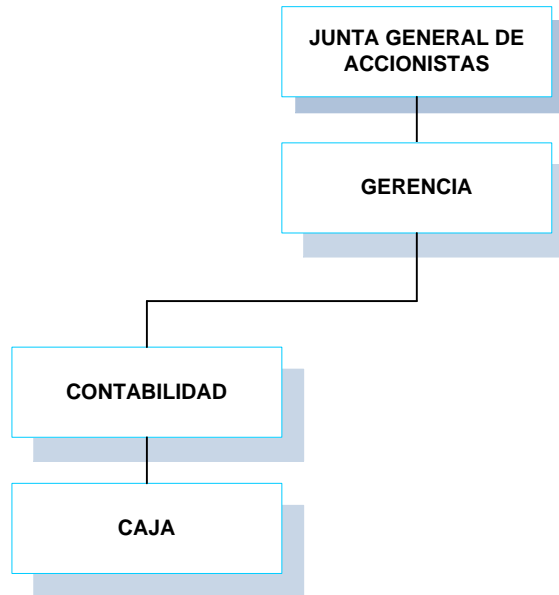 JUNTA GENERAL DE
ACCIONISTAS
GERENCIA
CONTABILIDAD
CAJA